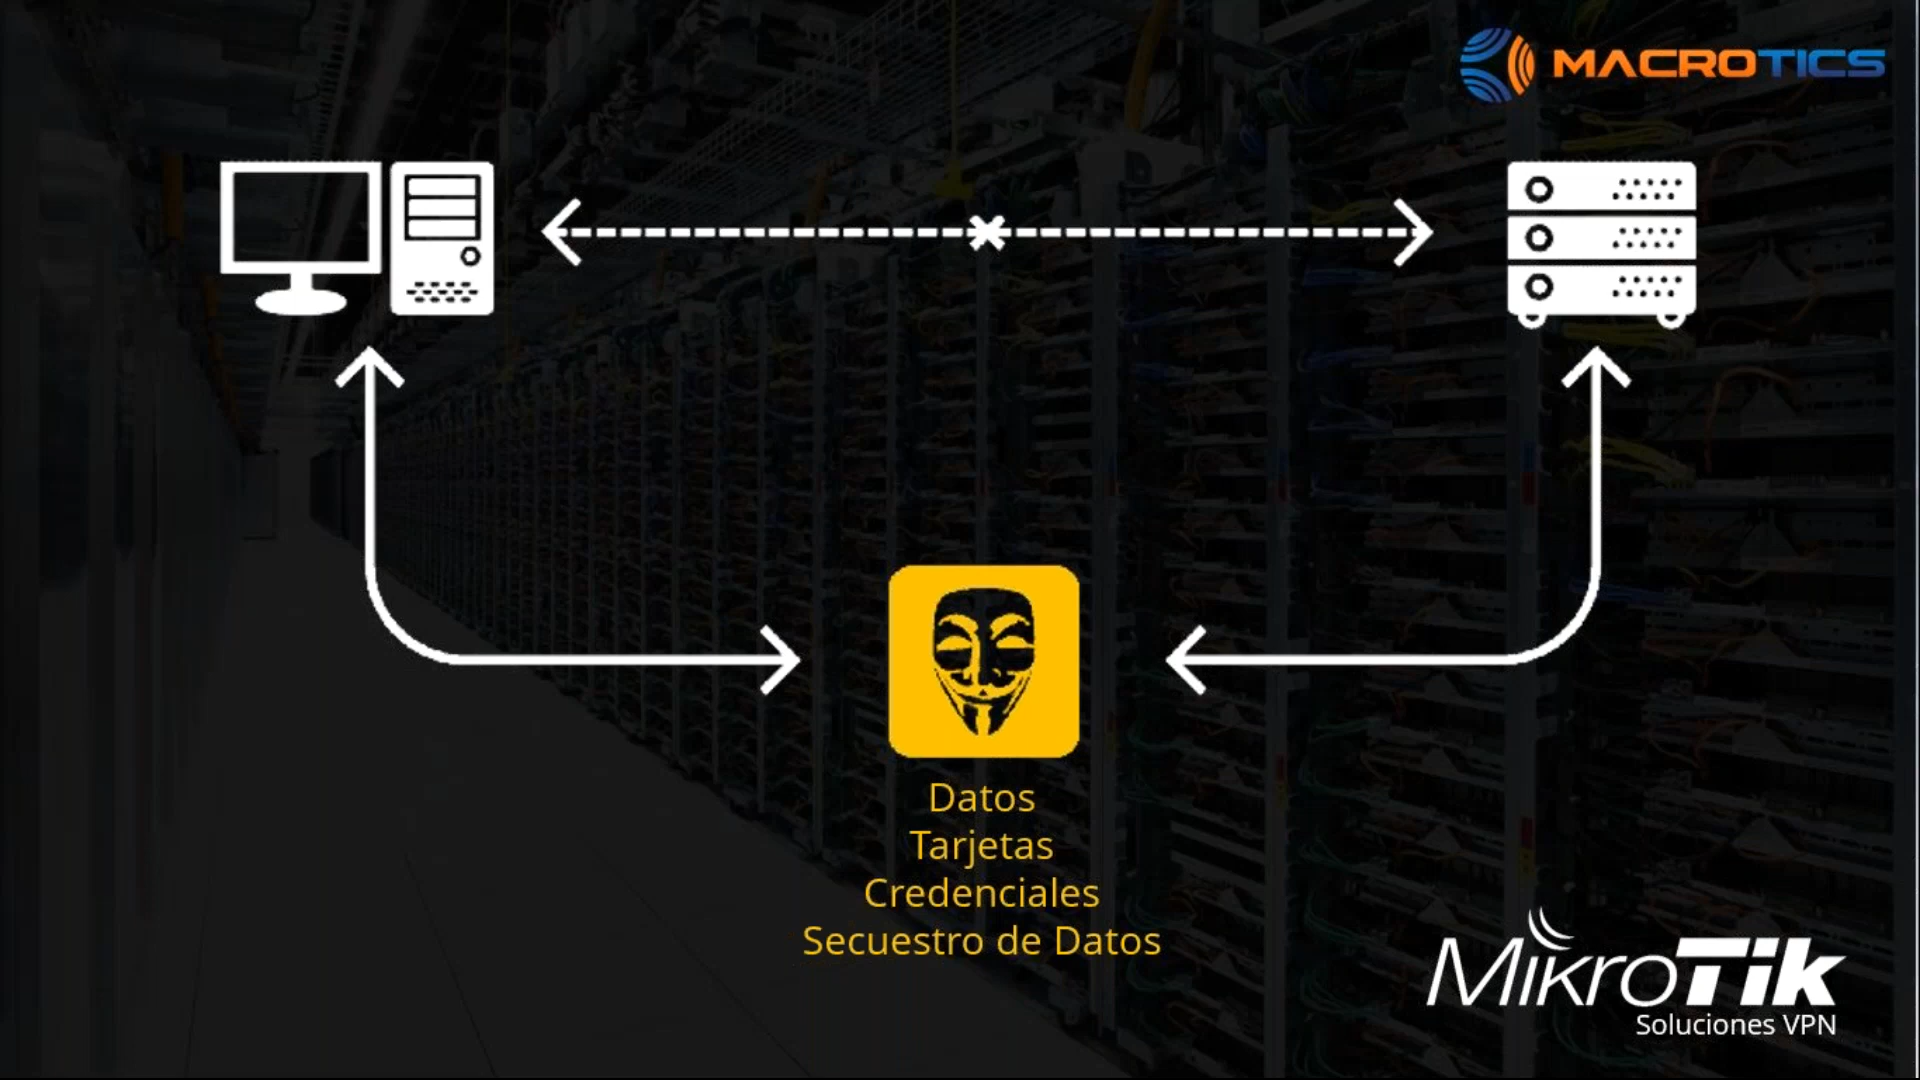 MACROTICS
Datos
Tarjetas
Credenciales
Secuestro de Datos
MikroTik
Soluciones VPN